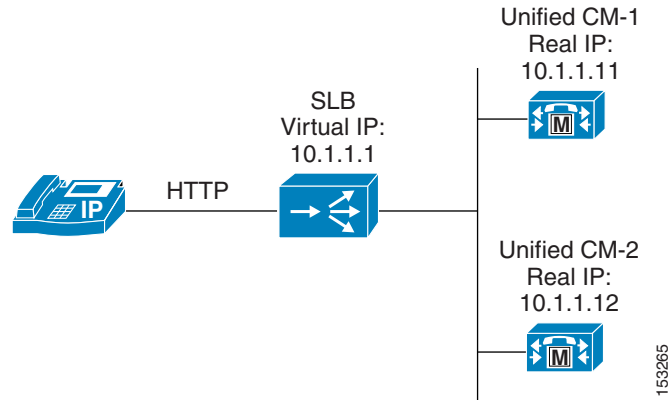 Unified CM-1
Real IP:
10.1.1.11
M
SLB
Virtual IP:
10.1.1.1
HTTP
IP
Unified CM-2
Real IP:
10.1.1.12
M
153265